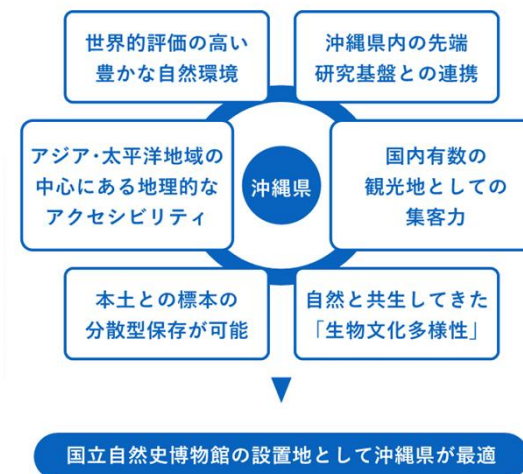 世界的評価の高い
豊かな自然環境
沖縄県内の先端
研究基盤との連携
アジア・太平洋地域の
中心にある地理的な
アクセシビリティ
沖縄県
国内有数の
観光地としての
集客力
本土との標本の
分散型保存が可能
自然と共生してきた
「生物文化多様性」
国立自然史博物館の設置地として沖縄県が最適